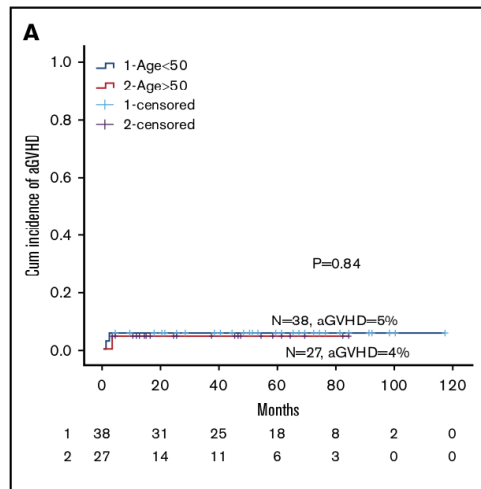 A
1-Age<50
2-Age>50
1-censored
2-censored
Cum incidence of aGVHD
1.0
0.8
0.6
0.4
0.2
0.0
P=0.84
N=38, aGVHD=5%
N=27, aGVHD=4%
0 20 40 60 80 100 120
Months
1 38 31 25 18 8 2 0
2 27 14 11 6 3 0 0